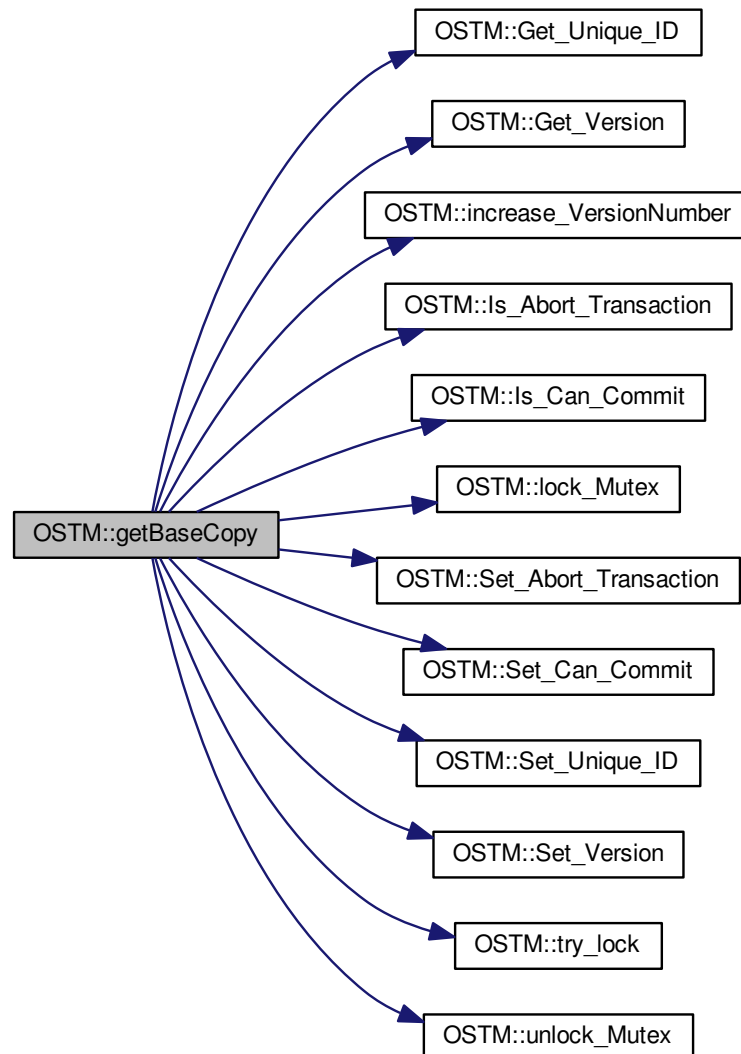 OSTM::Get_Unique_ID
OSTM::Get_Version
OSTM::increase_VersionNumber
OSTM::Is_Abort_Transaction
OSTM::Is_Can_Commit
OSTM::lock_Mutex
OSTM::getBaseCopy
OSTM::Set_Abort_Transaction
OSTM::Set_Can_Commit
OSTM::Set_Unique_ID
OSTM::Set_Version
OSTM::try_lock
OSTM::unlock_Mutex